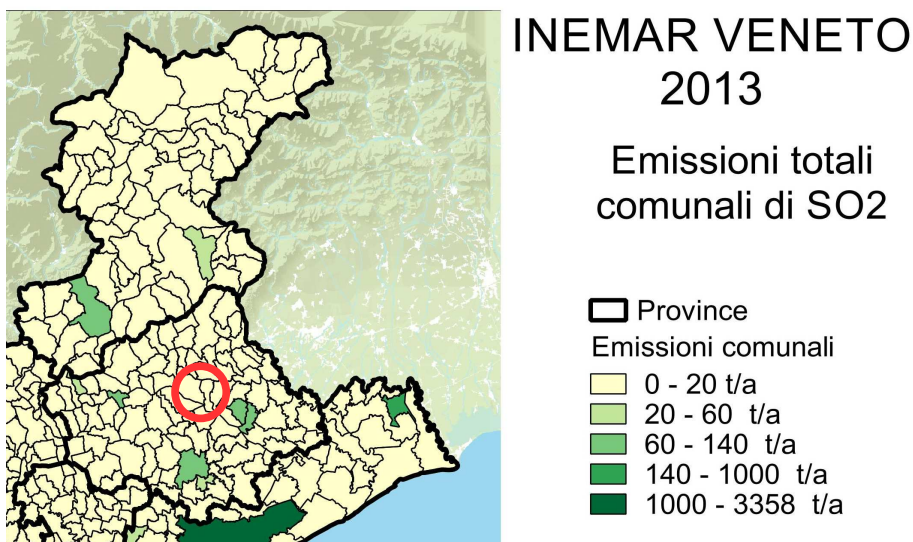 INEMAR VENETO
2013
Emissioni totali
comunali di SO2
Province
Emissioni comunali
0 - 20 t/a
20 - 60 t/a
60 - 140 t/a
140 - 1000 t/a
1000 - 3358 t/a